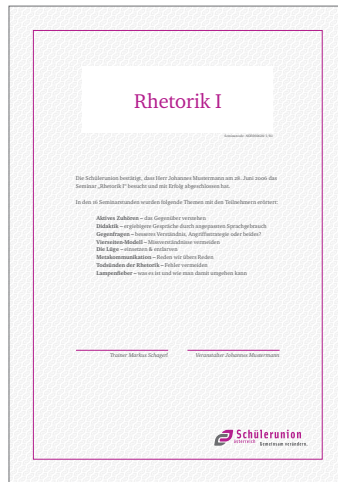 Rhetorik I
Die Schülerunion bestätigt, dass Herr Johannes Mustermann am 28. Juni 2006 das
Seminar „Rhetorik I“ besucht und mit Erfolg abgeschlossen hat.
In den 16 Seminarstunden wurden folgende Themen mit den Teilnehmern erörtert:
Aktives Zuhören – das Gegenüber verstehen
Didaktik – ergiebigere Gespräche durch angepassten Sprachgebrauch
Gegenfragen – besseres Verständnis, Angriffsstrategie oder beides?
Vierseiten-Modell – Missverständnisse vermeiden
Die Lüge – einsetzen & entlarven
Metakommunikation – Reden wir übers Reden
Todsünden der Rhetorik – Fehler vermeiden
Lampenfieber – was es ist und wie man damit umgehen kann
Trainer Markus Schagerl
Veranstalter Johannes Mustermann
Schülerunion
österreich Gemeinsam verändern.